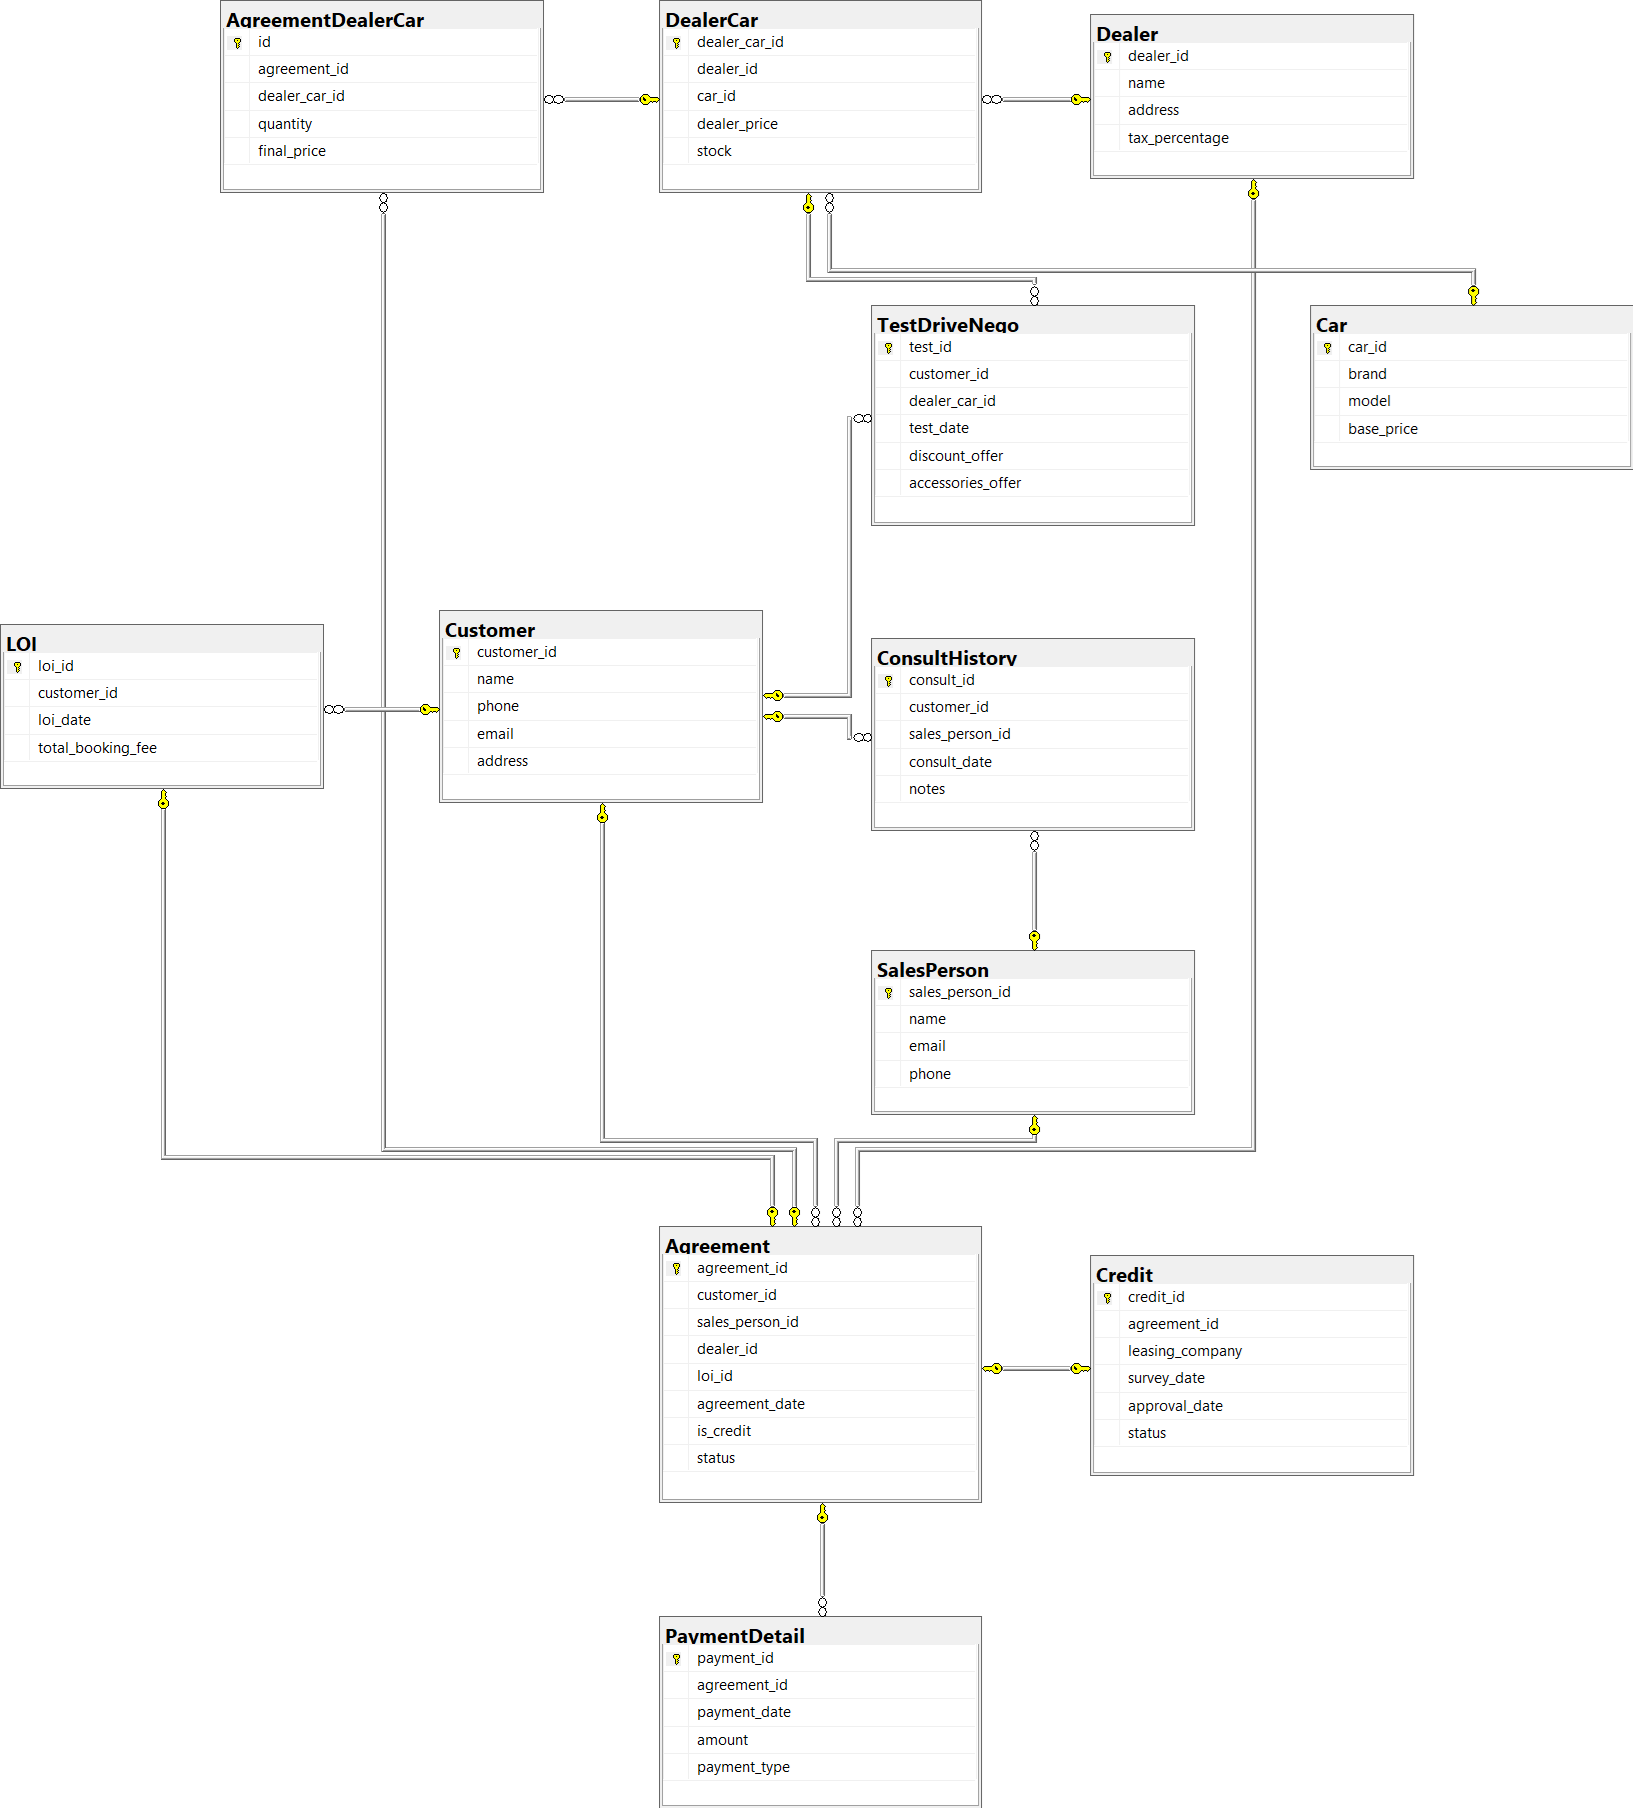 AgreementDealerCar
id
agreement_id
dealer_car_id
quantity
final_price
DealerCar
dealer_car_id
dealer_id
car_id
dealer_price
stock
Dealer
dealer_id
name
address
tax_percentage
TestDriveNego
test_id
customer_id
dealer_car_id
test_date
discount_offer
accessories_offer
Car
car_id
brand
model
base_price
LOI
loi_id
customer_id
loi_date
total_booking_fee
Customer
customer_id
name
phone
email
address
ConsultHistory
consult_id
customer_id
sales_person_id
consult_date
notes
SalesPerson
sales_person_id
name
email
phone
Agreement
agreement_id
customer_id
sales_person_id
dealer_id
loi_id
agreement_date
is_credit
status
Credit
credit_id
agreement_id
leasing_company
survey_date
approval_date
status
PaymentDetail
payment_id
agreement_id
payment_date
amount
payment_type